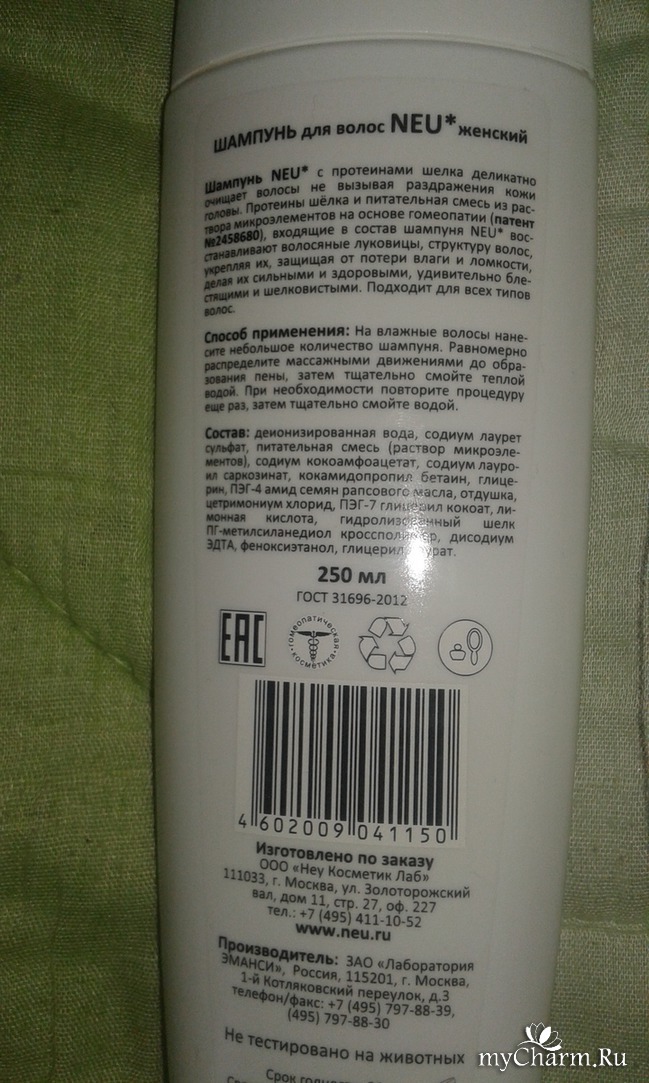 ШАМПУНЬ для волос NEU* женский
Шампунь NEU* с протеинами шелка деликатно
очищает волосы не вызывая раздражения кожи
головы. Протеины шёлка и питательная смесь из рас-
твора микроэлементов на основе гомеопатии (патент
№2458680), входящие в состав шампуня NEU* вос-
станавливают волосяные луковицы, структуру волос,
укрепляя их, защищая от потери влаги и ломкости,
делая их сильными и здоровыми, удивительно бле-
стящими и шелковистыми. Подходит для всех типов
волос.
Способ применения: На влажные волосы нане-
сите небольшое количество шампуня. Равномерно
распределите массажными движениями до обра-
зования пены, затем тщательно смойте теплой
водой. При необходимости повторите процедуру
еще раз, затем тщательно смойте водой.
Состав: деионизированная вода, содиум лаурет
сульфат, питательная смесь (раствор микроэле-
ментов), содиум кокоамфоацетат, содиум лауро-
ил саркозинат, кокамидопропил бетаин, глице-
рин, ПЭГ-4 амид семян рапсового масла, отдушка,
цетримониум хлорид, ПЭГ-7 глицерил кокоат, ли-
монная кислота, гидролизованный шелк
ПГ-метилсиланедиол кроссполимер, дисодиум
ЭДТА, феноксиэтанол, глицерил лаурат.
250 мл
ГОСТ 31696-2012
EAC
гомеопатическая косметика
4 602009 041150
Изготовлено по заказу
ООО «Неу Косметик Лаб»
111033, г. Москва, ул. Золоторожский
вал, дом 11, стр. 27, оф. 227
тел.: +7 (495) 411-10-52
www.neu.ru
Производитель: ЗАО «Лаборатория
ЭМАНСИ», Россия, 115201, г. Москва,
1-й Котляковский переулок, д.3
телефон/факс: +7 (495) 797-88-39,
(495) 797-88-30
Не тестировано на животных
Срок
myCharm.Ru